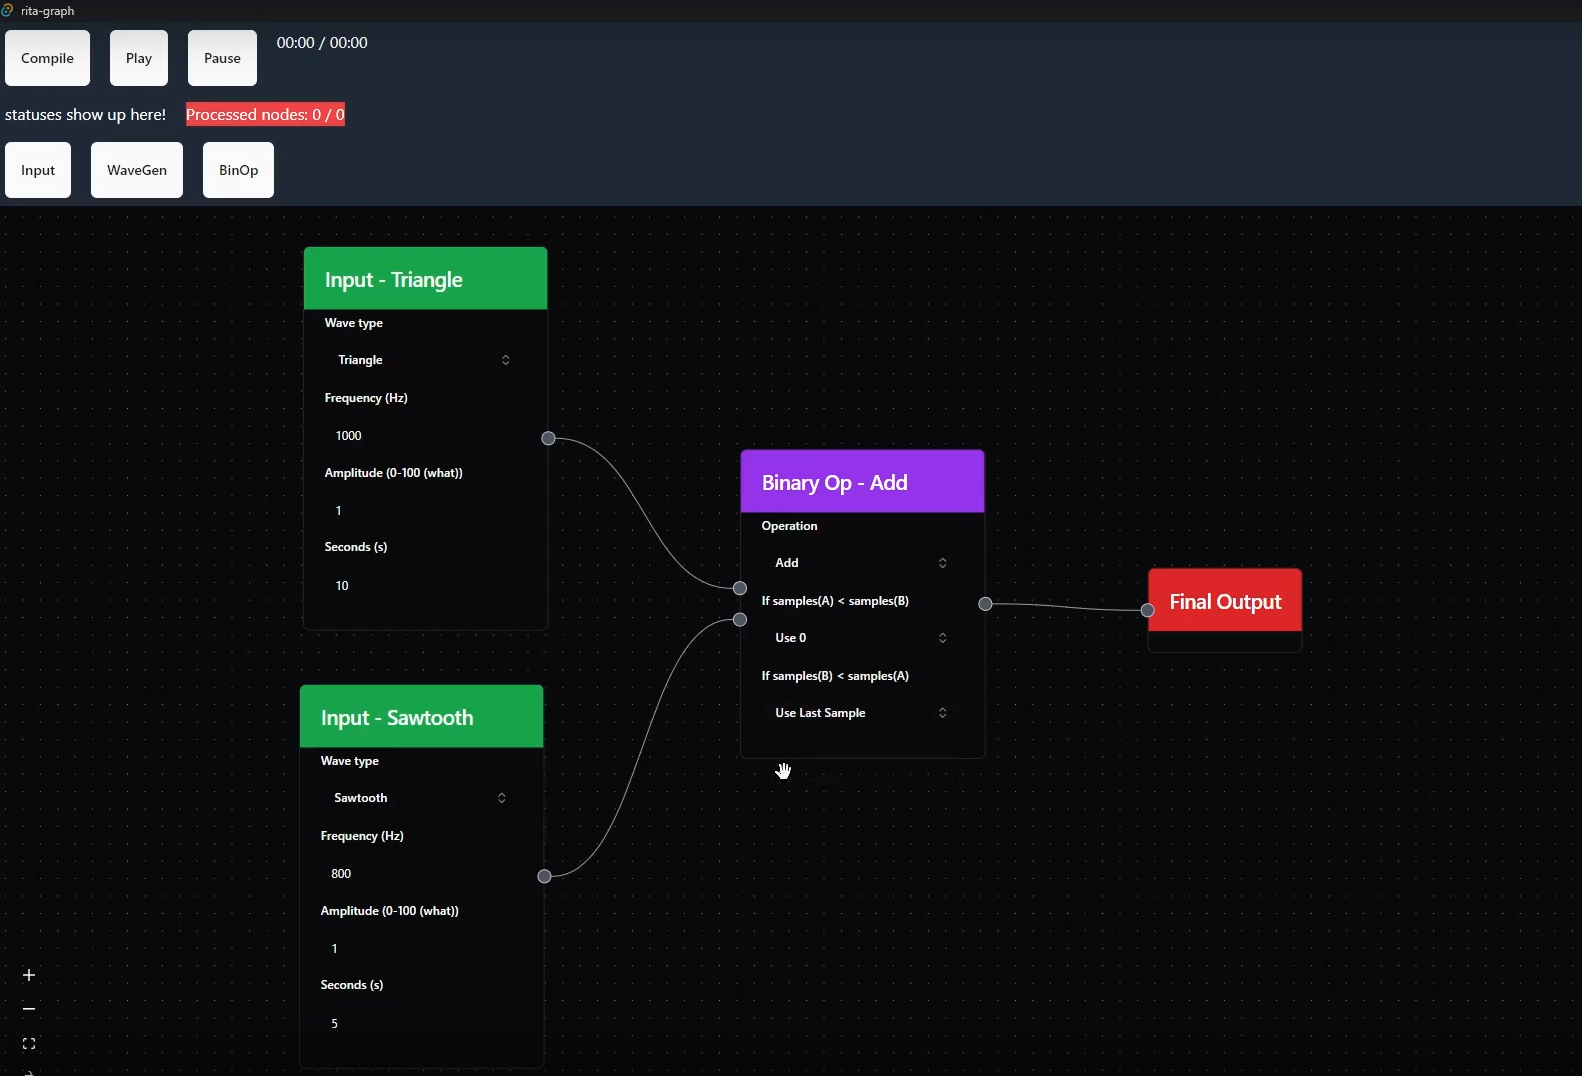 rita-graph
Compile Play Pause 00:00 / 00:00
statuses show up here! Processed nodes: 0 / 0
Input WaveGen BinOp
Input - Triangle
Wave type
Triangle
Frequency (Hz)
1000
Amplitude (0-100 (what))
1
Seconds (s)
10
Input - Sawtooth
Wave type
Sawtooth
Frequency (Hz)
800
Amplitude (0-100 (what))
1
Seconds (s)
5
Binary Op - Add
Operation
Add
If samples(A) < samples(B)
Use 0
If samples(B) < samples(A)
Use Last Sample
Final Output